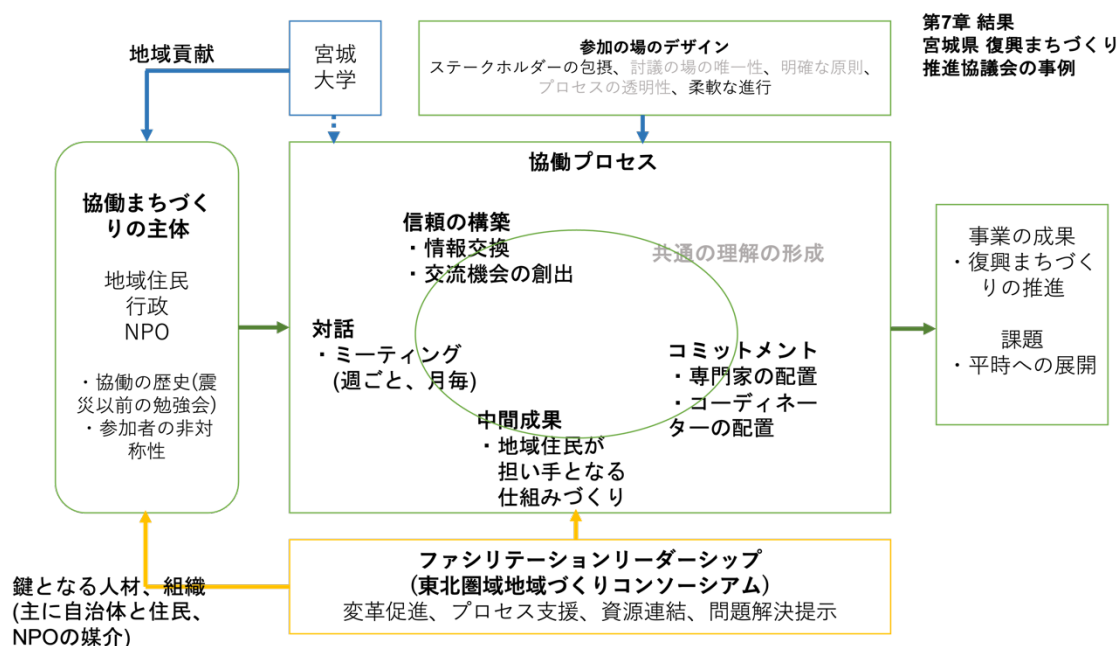 第7章 結果
宮城県 復興まちづくり
推進協議会の事例
地域貢献
宮城
大学
参加の場のデザイン
ステークホルダーの包摂、討議の場の唯一性、明確な原則、
プロセスの透明性、柔軟な進行
協働まちづく
りの主体
地域住民
行政
NPO
・協働の歴史(震
災以前の勉強会)
・参加者の非対
称性
協働プロセス
信頼の構築
・情報交換
・交流機会の創出
共通の理解の形成
対話
・ミーティング
(週ごと、月毎)
コミットメント
・専門家の配置
・コーディネー
ターの配置
中間成果
・地域住民が
担い手となる
仕組みづくり
事業の成果
・復興まちづく
りの推進
課題
・平時への展開
ファシリテーションリーダーシップ
(東北圏域地域づくりコンソーシアム)
変革促進、プロセス支援、資源連結、問題解決提示
鍵となる人材、組織
(主に自治体と住民、
NPOの媒介)